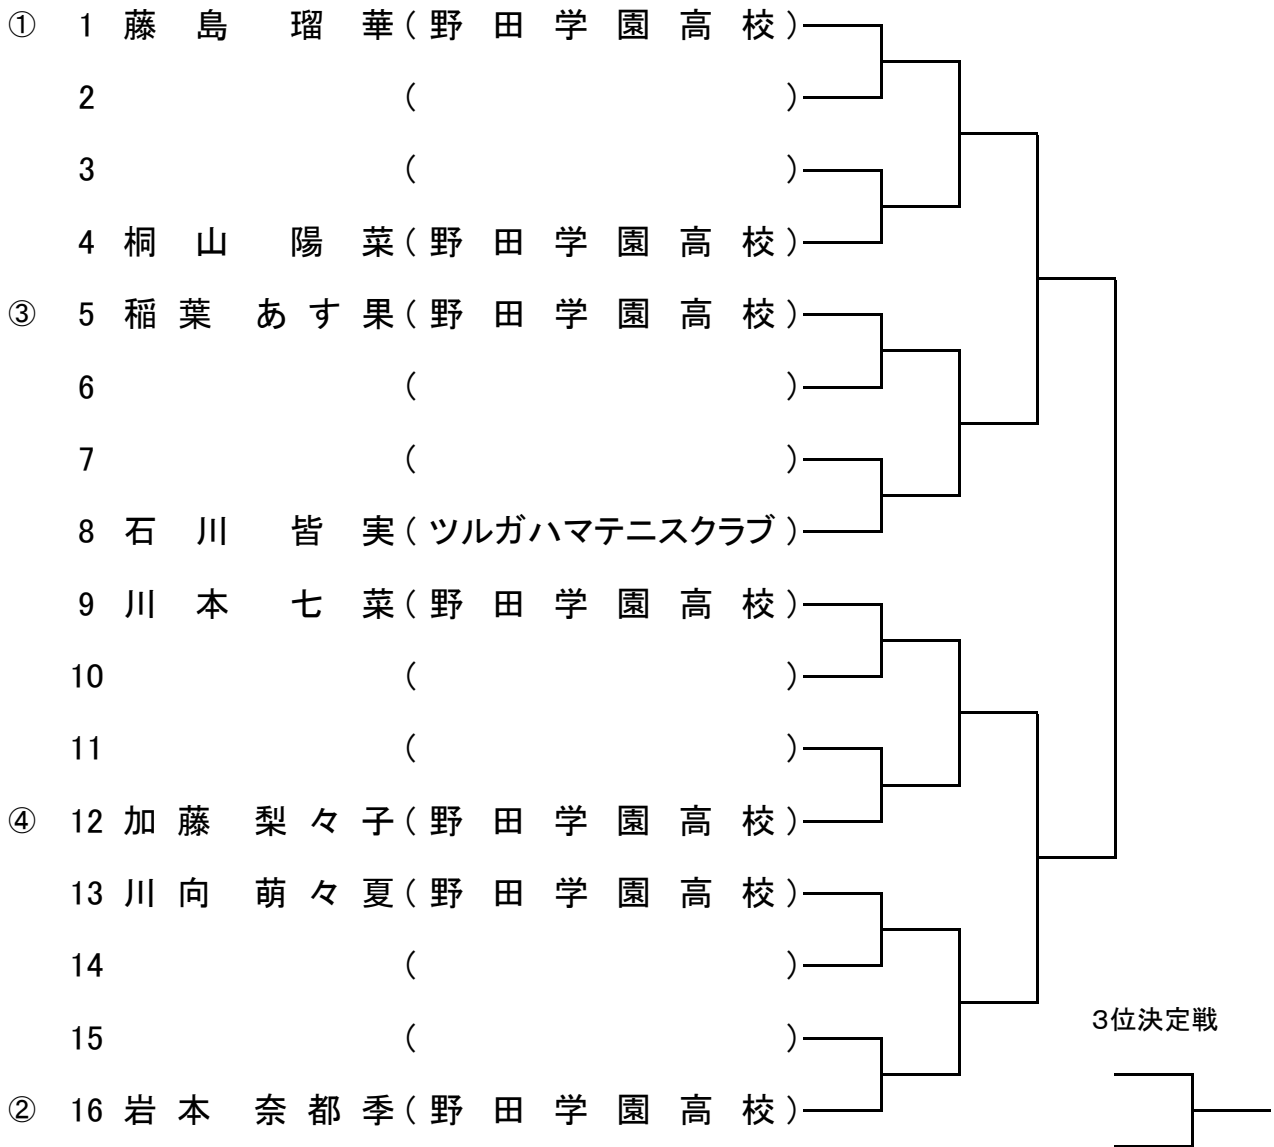 ① 1 藤島 瑠華(野田学園高校)
2 ( )
3 ( )
4 桐山 陽菜(野田学園高校)
③ 5 稲葉 あす果(野田学園高校)
6 ( )
7 ( )
8 石川 皆実(ツルガハマテニスクラブ)
9 川本 七菜(野田学園高校)
10 ( )
11 ( )
④ 12 加藤 梨々子(野田学園高校)
13 川向 萌々夏(野田学園高校)
14 ( )
15 ( )
3位決定戦
② 16 岩本 奈都季(野田学園高校)